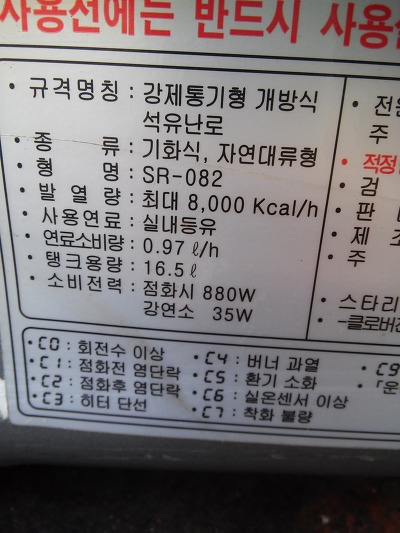 사용전에는 반드시 사용
• 규격명칭 : 강제통기형 개방식
석유난로
• 종 류 : 기화식, 자연대류형
• 형 명 : SR-082
• 발 열 량 : 최대 8,000 Kcal/h
• 사용연료 : 실내등유
• 연료소비량 : 0.97 ℓ/h
• 탱크용량 : 16.5 ℓ
• 소비전력 : 점화시 880W
강연소 35W
• 전원
주
• 적정
• 검
• 판
• 제 조
• 주
• 스타리
-클로버
• C0 : 회전수 이상
• C1 : 점화전 염단락
• C2 : 점화후 염단락
• C3 : 히터 단선
• C4 : 버너 과열
• C5 : 환기 소화
• C6 : 실온센서 이상
• C7 : 착화 불량
• C9
「운